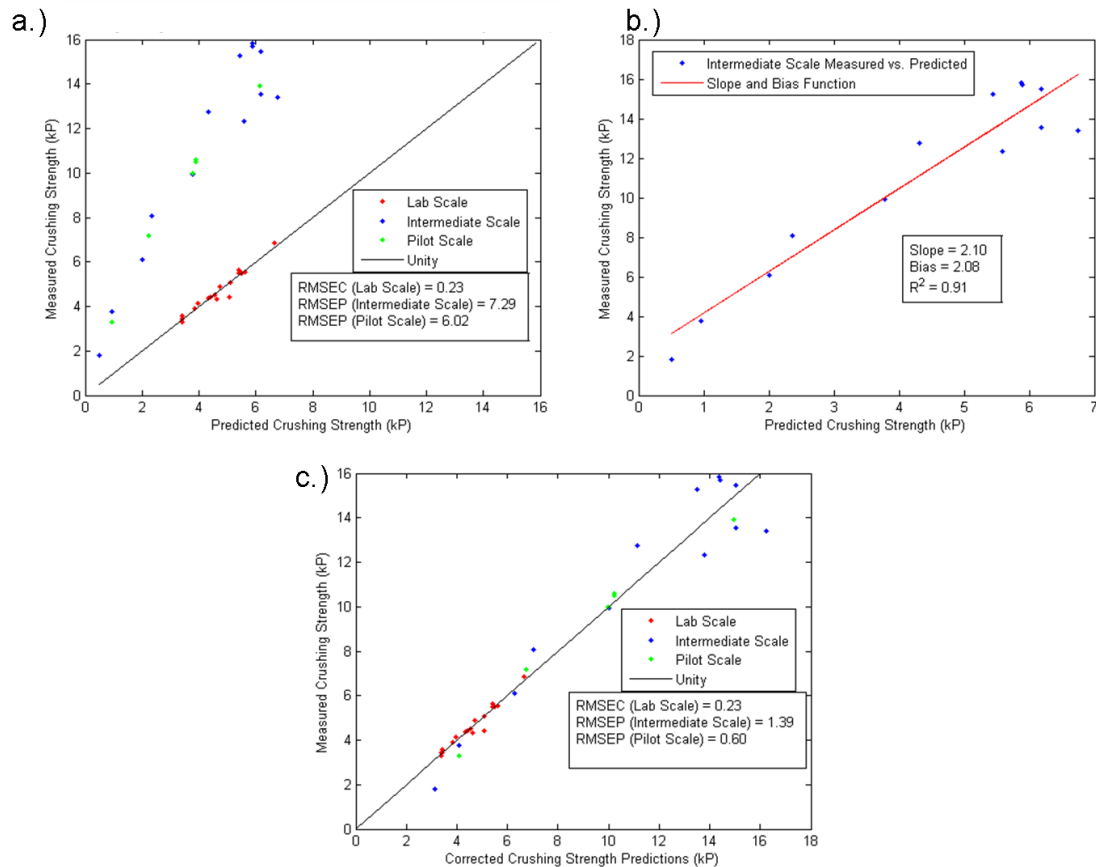 a.)
16
14
12
10
8
6
4
2
0
Measured Crushing Strength (kP)
Lab Scale
Intermediate Scale
Pilot Scale
Unity
RMSEC (Lab Scale) = 0.23
RMSEP (Intermediate Scale) = 7.29
RMSEP (Pilot Scale) = 6.02
0 2 4 6 8 10 12 14 16
Predicted Crushing Strength (kP)
b.)
18
16
14
12
10
8
6
4
2
0
Measured Crushing Strength (kP)
Intermediate Scale Measured vs. Predicted
Slope and Bias Function
Slope = 2.10
Bias = 2.08
R² = 0.91
0 1 2 3 4 5 6 7
Predicted Crushing Strength (kP)
c.)
16
14
12
10
8
6
4
2
0
Measured Crushing Strength (kP)
Lab Scale
Intermediate Scale
Pilot Scale
Unity
RMSEC (Lab Scale) = 0.23
RMSEP (Intermediate Scale) = 1.39
RMSEP (Pilot Scale) = 0.60
0 2 4 6 8 10 12 14 16 18
Corrected Crushing Strength Predictions (kP)